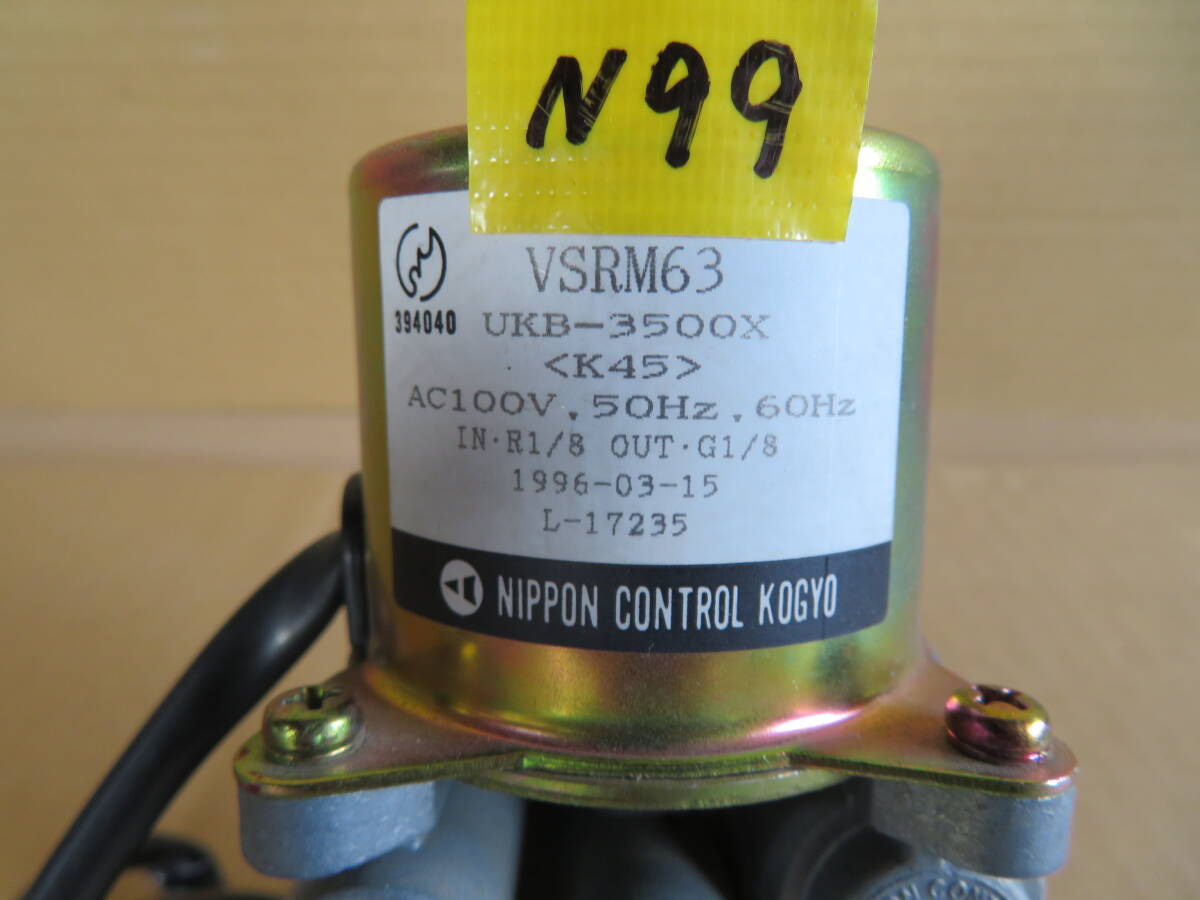 N99
VSRM63
394040
UKB-3500X
<K45>
AC100V, 50Hz, 60Hz
IN·R1/8 OUT·G1/8
1996-03-15
L-17235
NIPPON CONTROL KOGYO